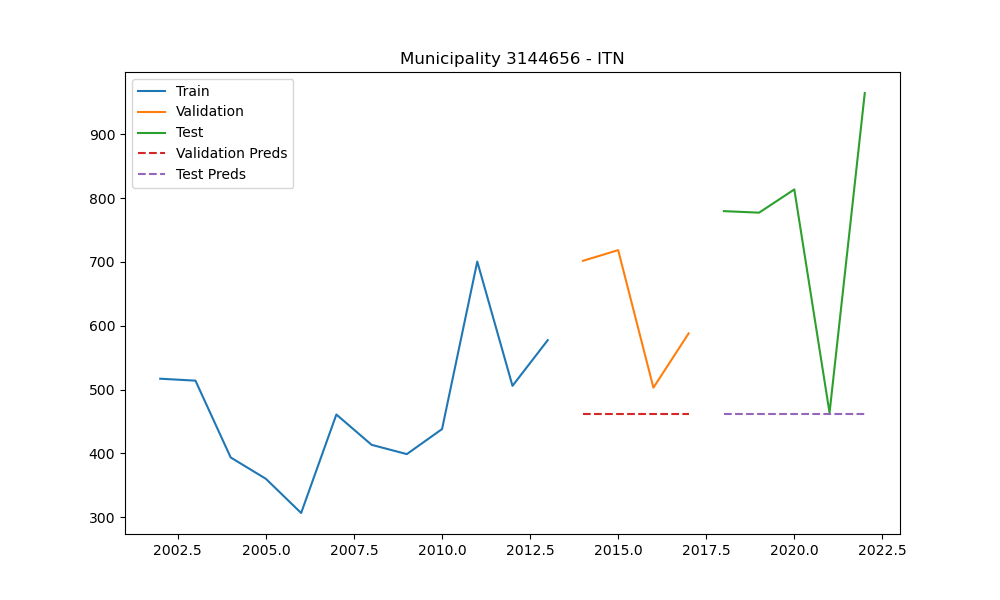 Municipality 3144656 - ITN
Train
Validation
Test
Validation Preds
Test Preds
900
800
700
600
500
400
300
2002.5 2005.0 2007.5 2010.0 2012.5 2015.0 2017.5 2020.0 2022.5